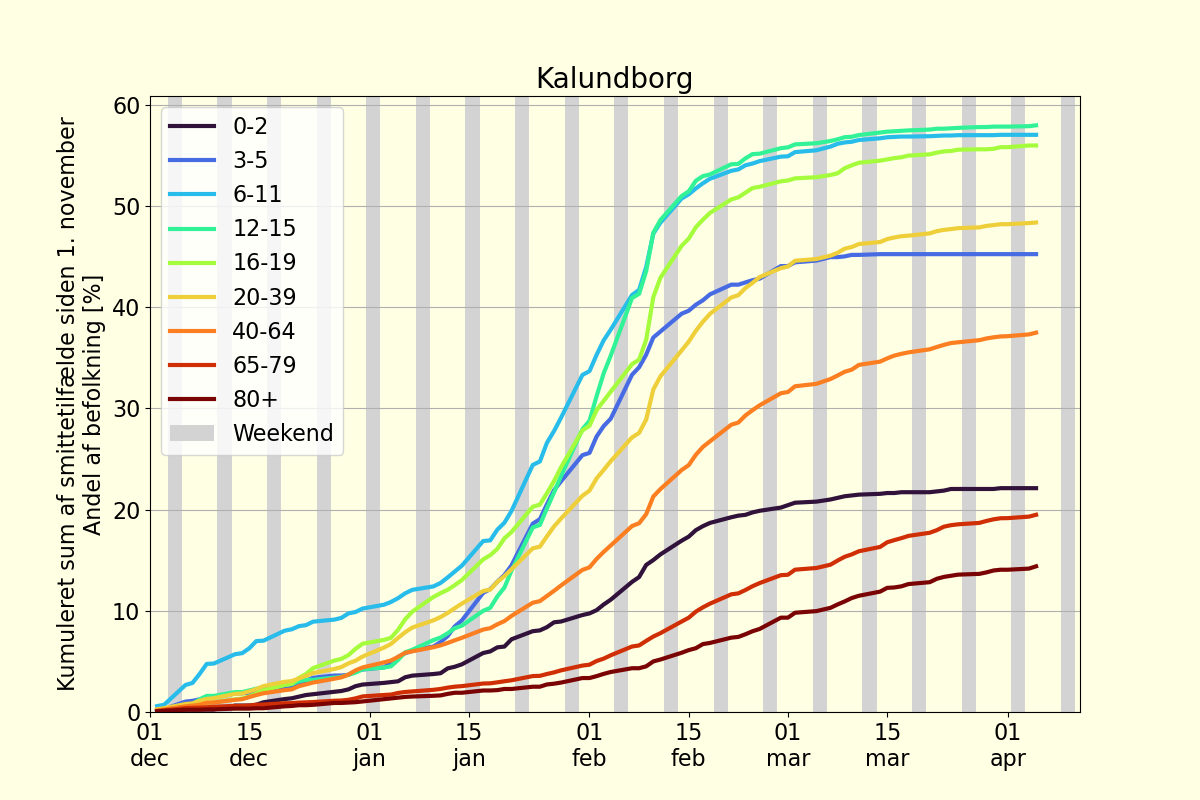 Kalundborg
Kumuleret sum af smittetilfælde siden 1. november
Andel af befolkning [%]
60
50
40
30
20
10
0
0-2
3-5
6-11
12-15
16-19
20-39
40-64
65-79
80+
Weekend
01 15 01 15 01 15 01 15 01
dec dec jan jan feb feb mar mar apr